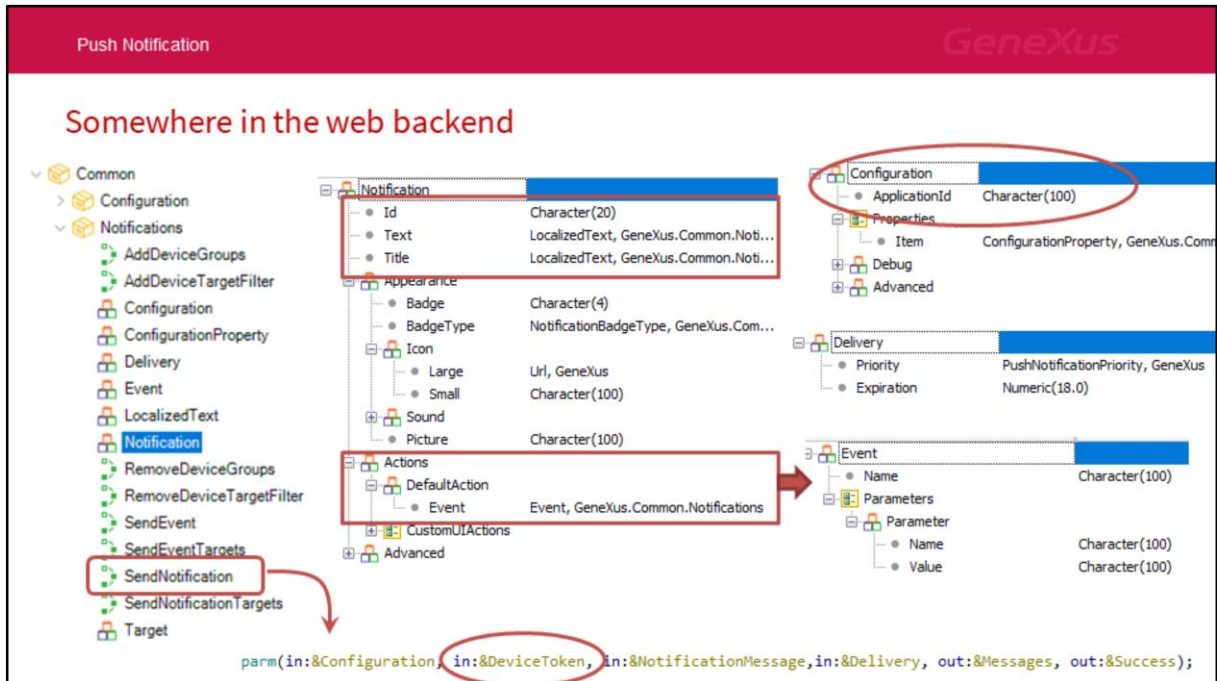 Push Notification
GeneXus
Somewhere in the web backend
Common
Configuration
Notifications
AddDeviceGroups
AddDeviceTargetFilter
Configuration
ConfigurationProperty
Delivery
Event
LocalizedText
Notification
RemoveDeviceGroups
RemoveDeviceTargetFilter
SendEvent
SendEventTargets
SendNotification
SendNotificationTargets
Target
Notification
Id Character(20)
Text LocalizedText, GeneXus.Common.Noti...
Title LocalizedText, GeneXus.Common.Noti...
Appearance
Badge Character(4)
BadgeType NotificationBadgeType, GeneXus.Com...
Icon
Large Url, GeneXus
Small Character(100)
Sound
Picture Character(100)
Actions
DefaultAction
Event Event, GeneXus.Common.Notifications
CustomUIActions
Advanced
Configuration
ApplicationId Character(100)
Properties
Item ConfigurationProperty, GeneXus.Comm
Debug
Advanced
Delivery
Priority PushNotificationPriority, GeneXus
Expiration Numeric(18.0)
Event
Name Character(100)
Parameters
Parameter
Name Character(100)
Value Character(100)
parm(in:&Configuration, in:&DeviceToken, in:&NotificationMessage,in:&Delivery, out:&Messages, out:&Success);